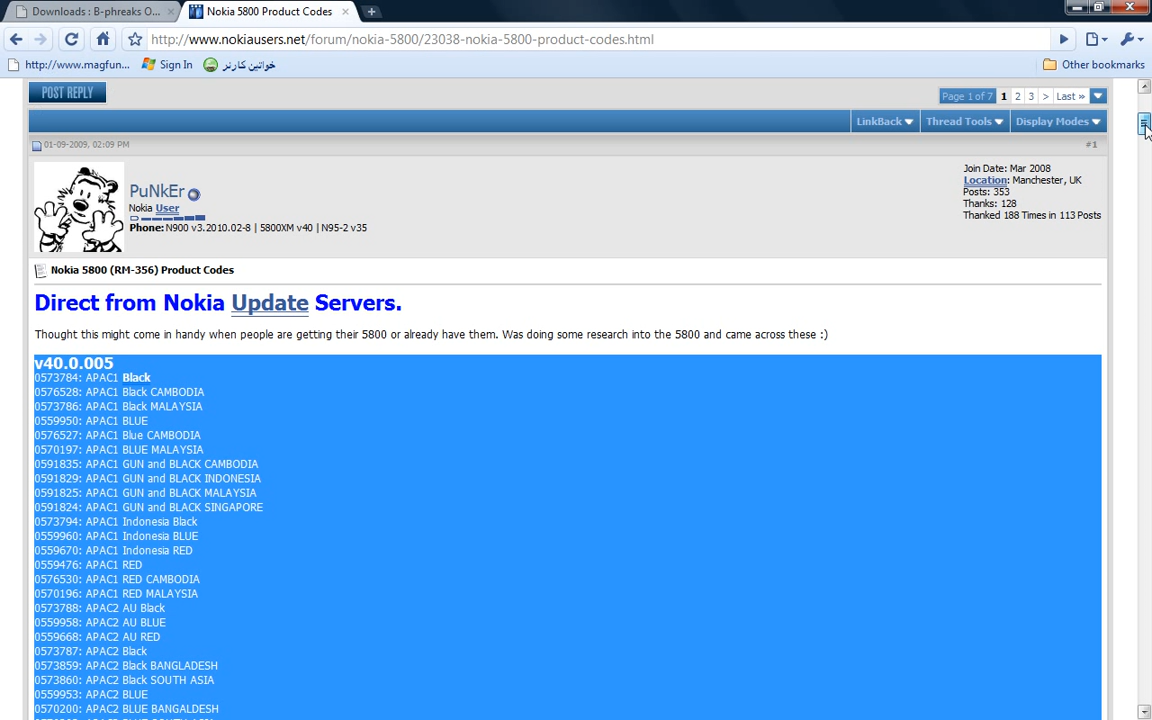 Downloads : B-phreaks O...
Nokia 5800 Product Codes
http://www.nokiausers.net/forum/nokia-5800/23038-nokia-5800-product-codes.html
http://www.magfun...
Sign In
خواتین کارنر
Other bookmarks
POST REPLY
Page 1 of 7 1 2 3 > Last »
LinkBack Thread Tools Display Modes
01-09-2009, 02:09 PM
#1
PuNkEr
Nokia User
Phone: N900 v3.2010.02-8 | 5800XM v40 | N95-2 v35
Join Date: Mar 2008
Location: Manchester, UK
Posts: 353
Thanks: 128
Thanked 188 Times in 113 Posts
Nokia 5800 (RM-356) Product Codes
Direct from Nokia Update Servers.
Thought this might come in handy when people are getting their 5800 or already have them. Was doing some research into the 5800 and came across these :)
v40.0.005
0573784: APAC1 Black
0576528: APAC1 Black CAMBODIA
0573786: APAC1 Black MALAYSIA
0559950: APAC1 BLUE
0576527: APAC1 Blue CAMBODIA
0570197: APAC1 BLUE MALAYSIA
0591835: APAC1 GUN and BLACK CAMBODIA
0591829: APAC1 GUN and BLACK INDONESIA
0591825: APAC1 GUN and BLACK MALAYSIA
0591824: APAC1 GUN and BLACK SINGAPORE
0573794: APAC1 Indonesia Black
0559960: APAC1 Indonesia BLUE
0559670: APAC1 Indonesia RED
0559476: APAC1 RED
0576530: APAC1 RED CAMBODIA
0570196: APAC1 RED MALAYSIA
0573788: APAC2 AU Black
0559958: APAC2 AU BLUE
0559668: APAC2 AU RED
0573787: APAC2 Black
0573859: APAC2 Black BANGLADESH
0573860: APAC2 Black SOUTH ASIA
0559953: APAC2 BLUE
0570200: APAC2 BLUE BANGALDESH